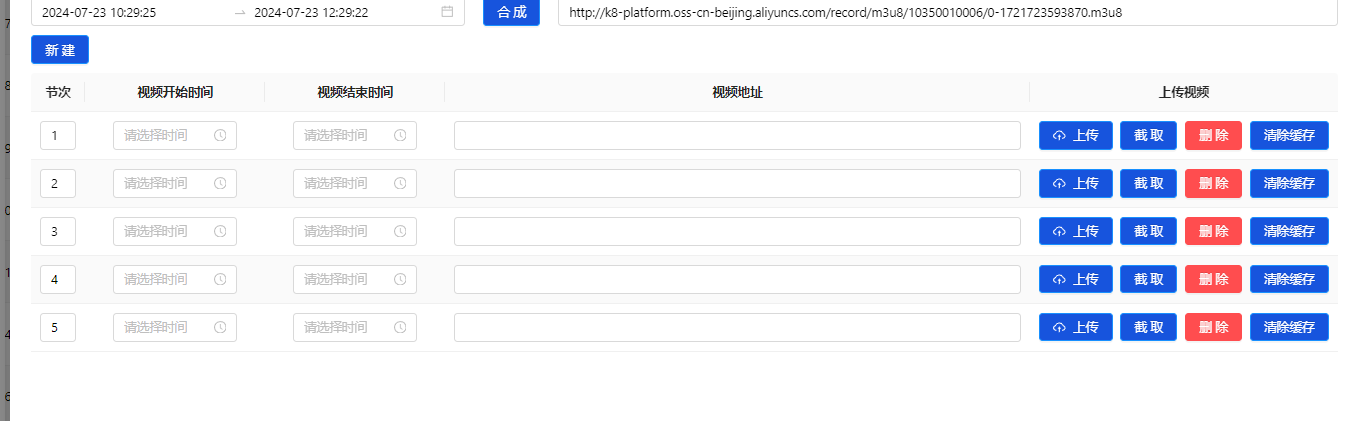 2024-07-23 10:29:25 → 2024-07-23 12:29:22 合 成 http://k8-platform.oss-cn-beijing.aliyuncs.com/record/m3u8/10350010006/0-1721723593870.m3u8
新 建
节次 视频开始时间 视频结束时间 视频地址 上传视频
1 请选择时间 请选择时间 上传 截 取 删 除 清除缓存
2 请选择时间 请选择时间 上传 截 取 删 除 清除缓存
3 请选择时间 请选择时间 上传 截 取 删 除 清除缓存
4 请选择时间 请选择时间 上传 截 取 删 除 清除缓存
5 请选择时间 请选择时间 上传 截 取 删 除 清除缓存